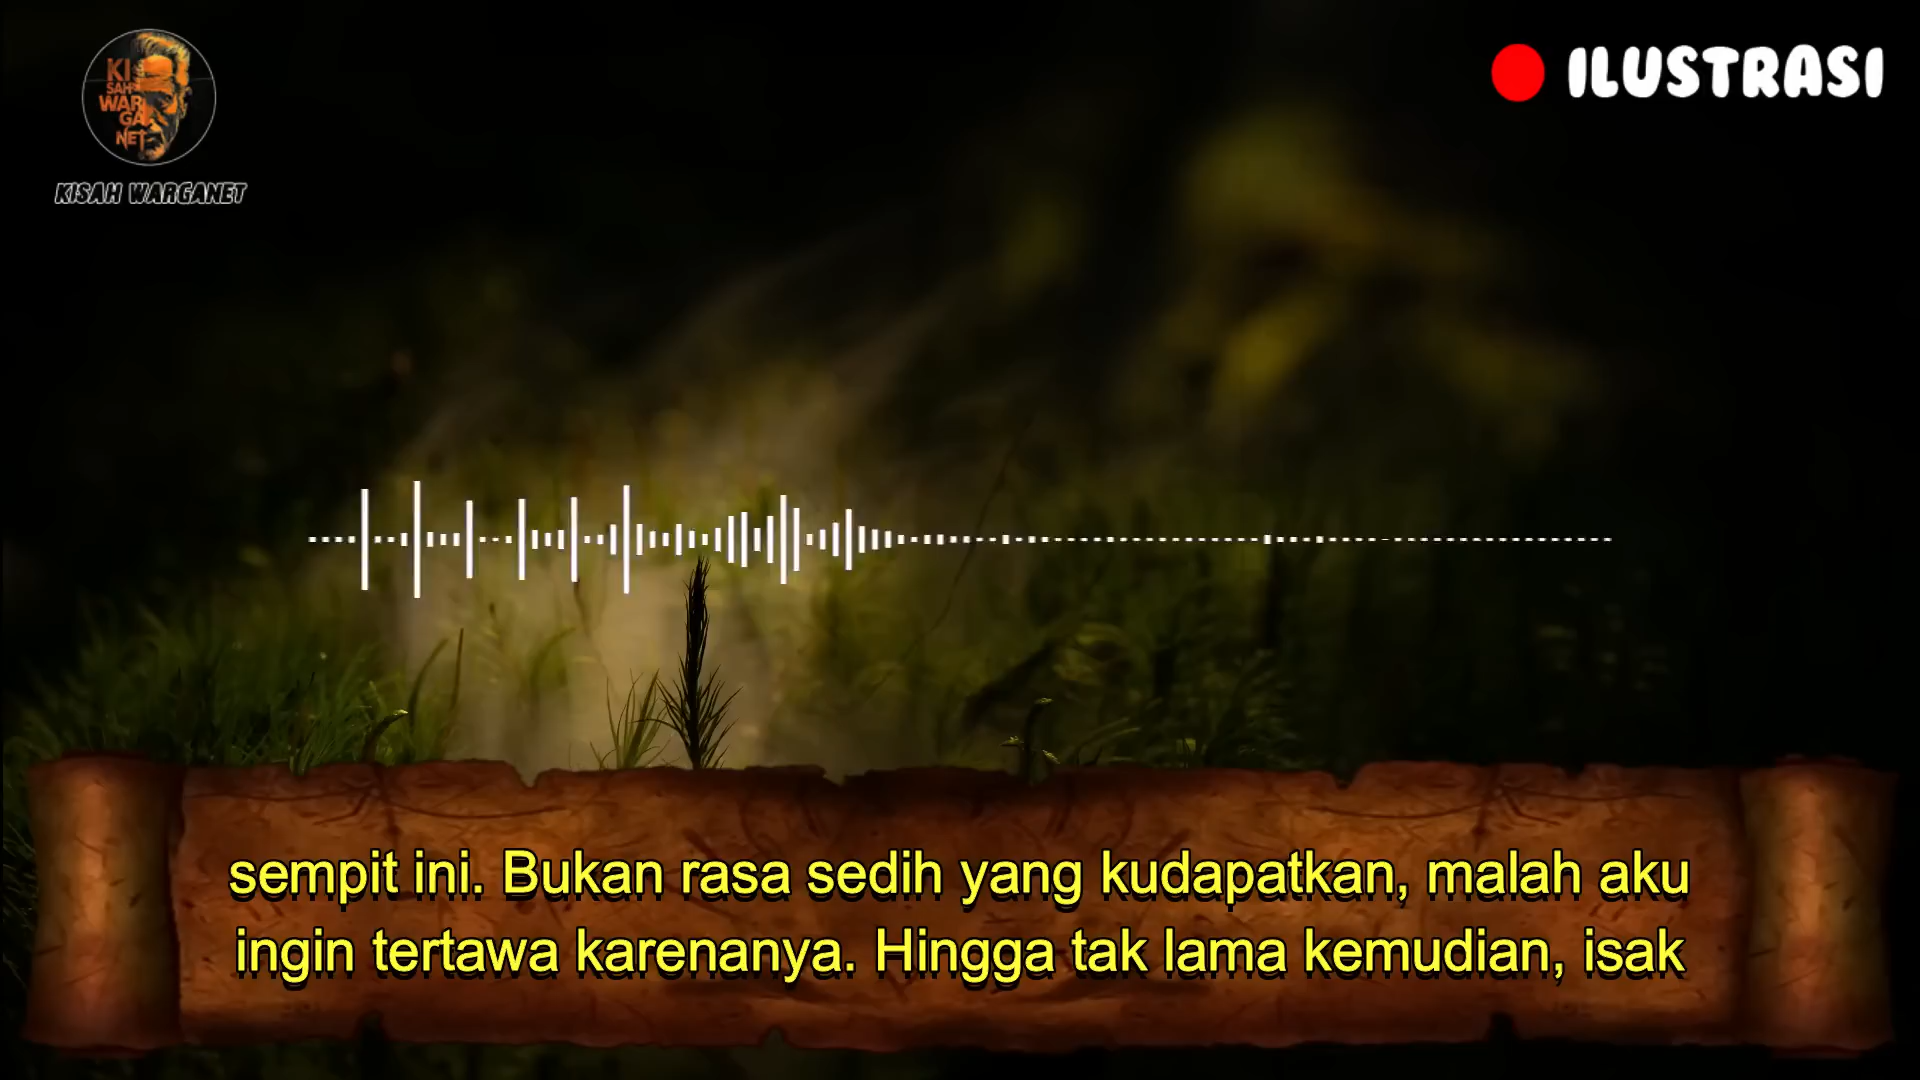 KI
SAH
WAR
GA
NET
KISAH WARGANET
ILUSTRASI
sempit ini. Bukan rasa sedih yang kudapatkan, malah aku
ingin tertawa karenanya. Hingga tak lama kemudian, isak